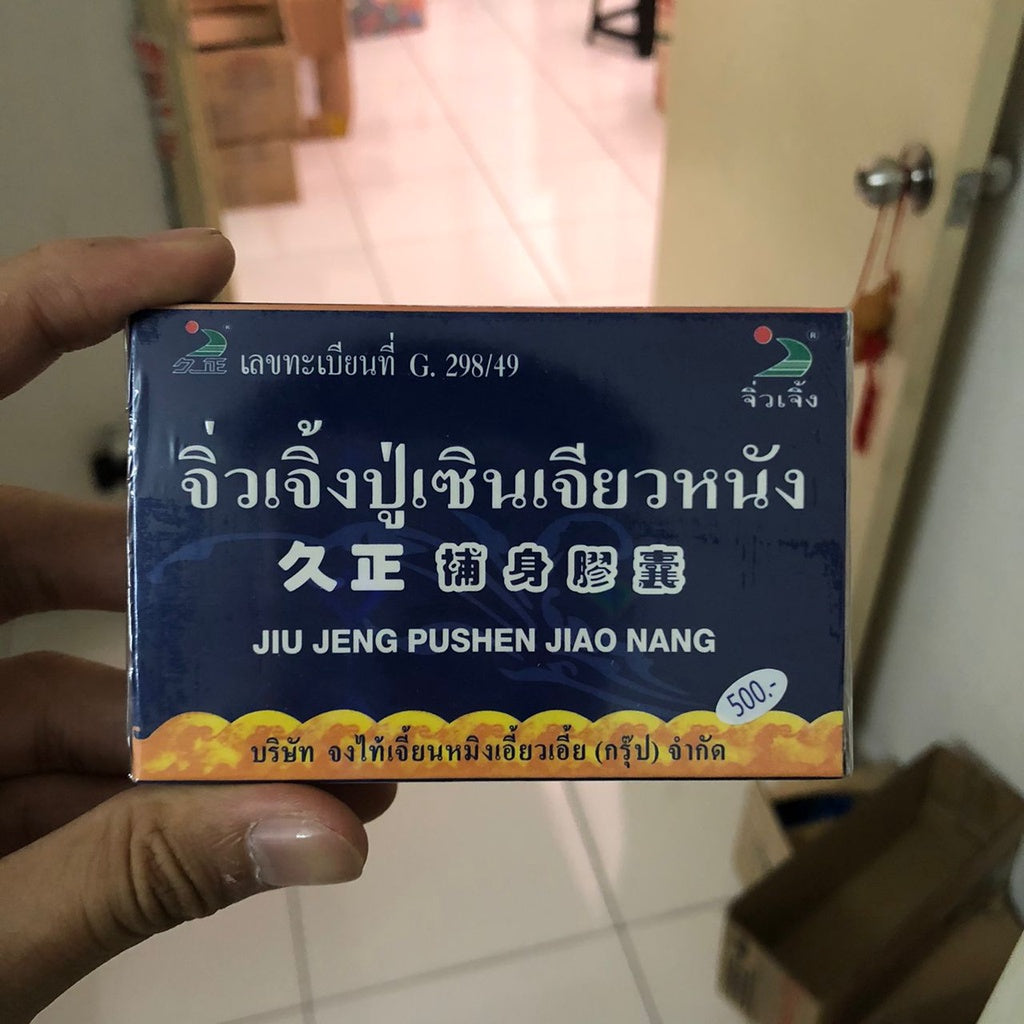 久正
เลขทะเบียนที่ G. 298/49
จิ่วเจิ้ง
จิ่วเจิ้งปู่เซินเจียวหนัง
久正 補身膠囊
JIU JENG PUSHEN JIAO NANG
500.-
บริษัท จงไท้เจี้ยนหมิงเอี้ยวเอี้ย (กรุ๊ป) จำกัด